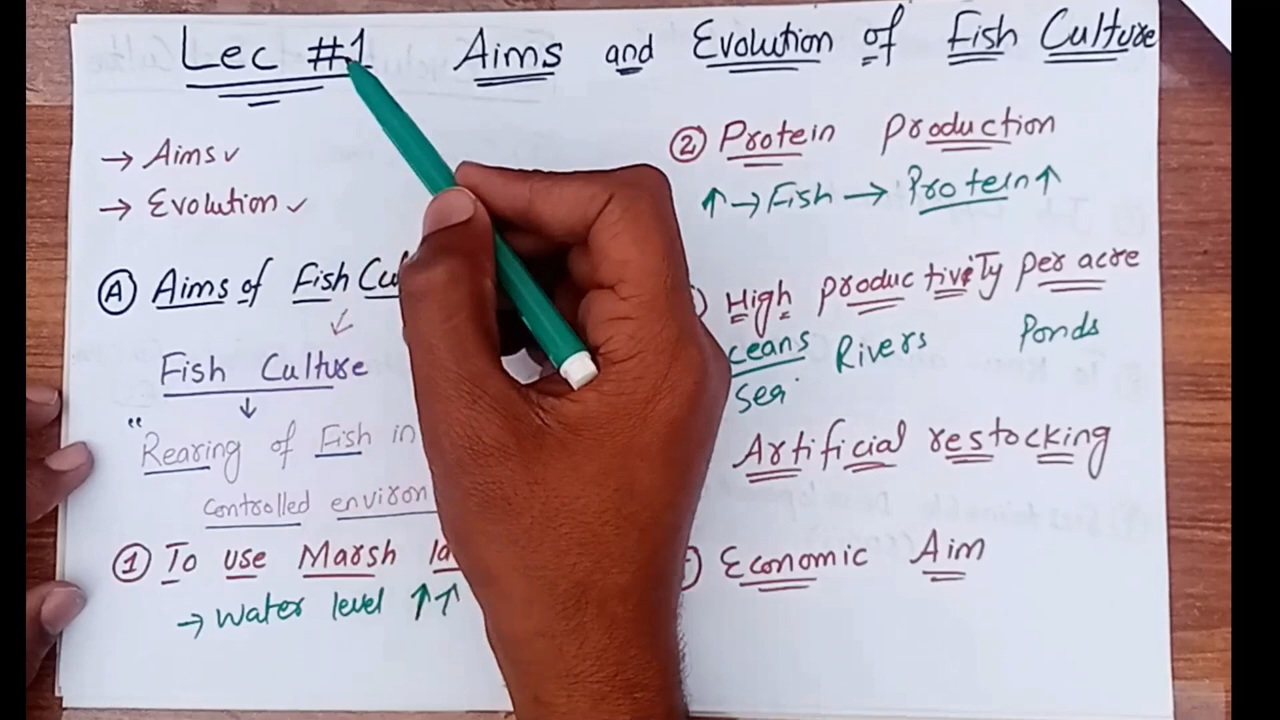 Lec #1 Aims and Evolution of Fish Culture
→ Aims ✓
→ Evolution ✓
Ⓐ Aims of Fish Cu
↓
Fish Culture
↓
"Rearing of Fish in
controlled environ
① To use Marsh la
→ Water level ↑↑
② Protein Production
↑ → Fish → Protein ↑
High productivity per acre
ceans Rivers Ponds
Sea
Artificial restocking
Economic Aim